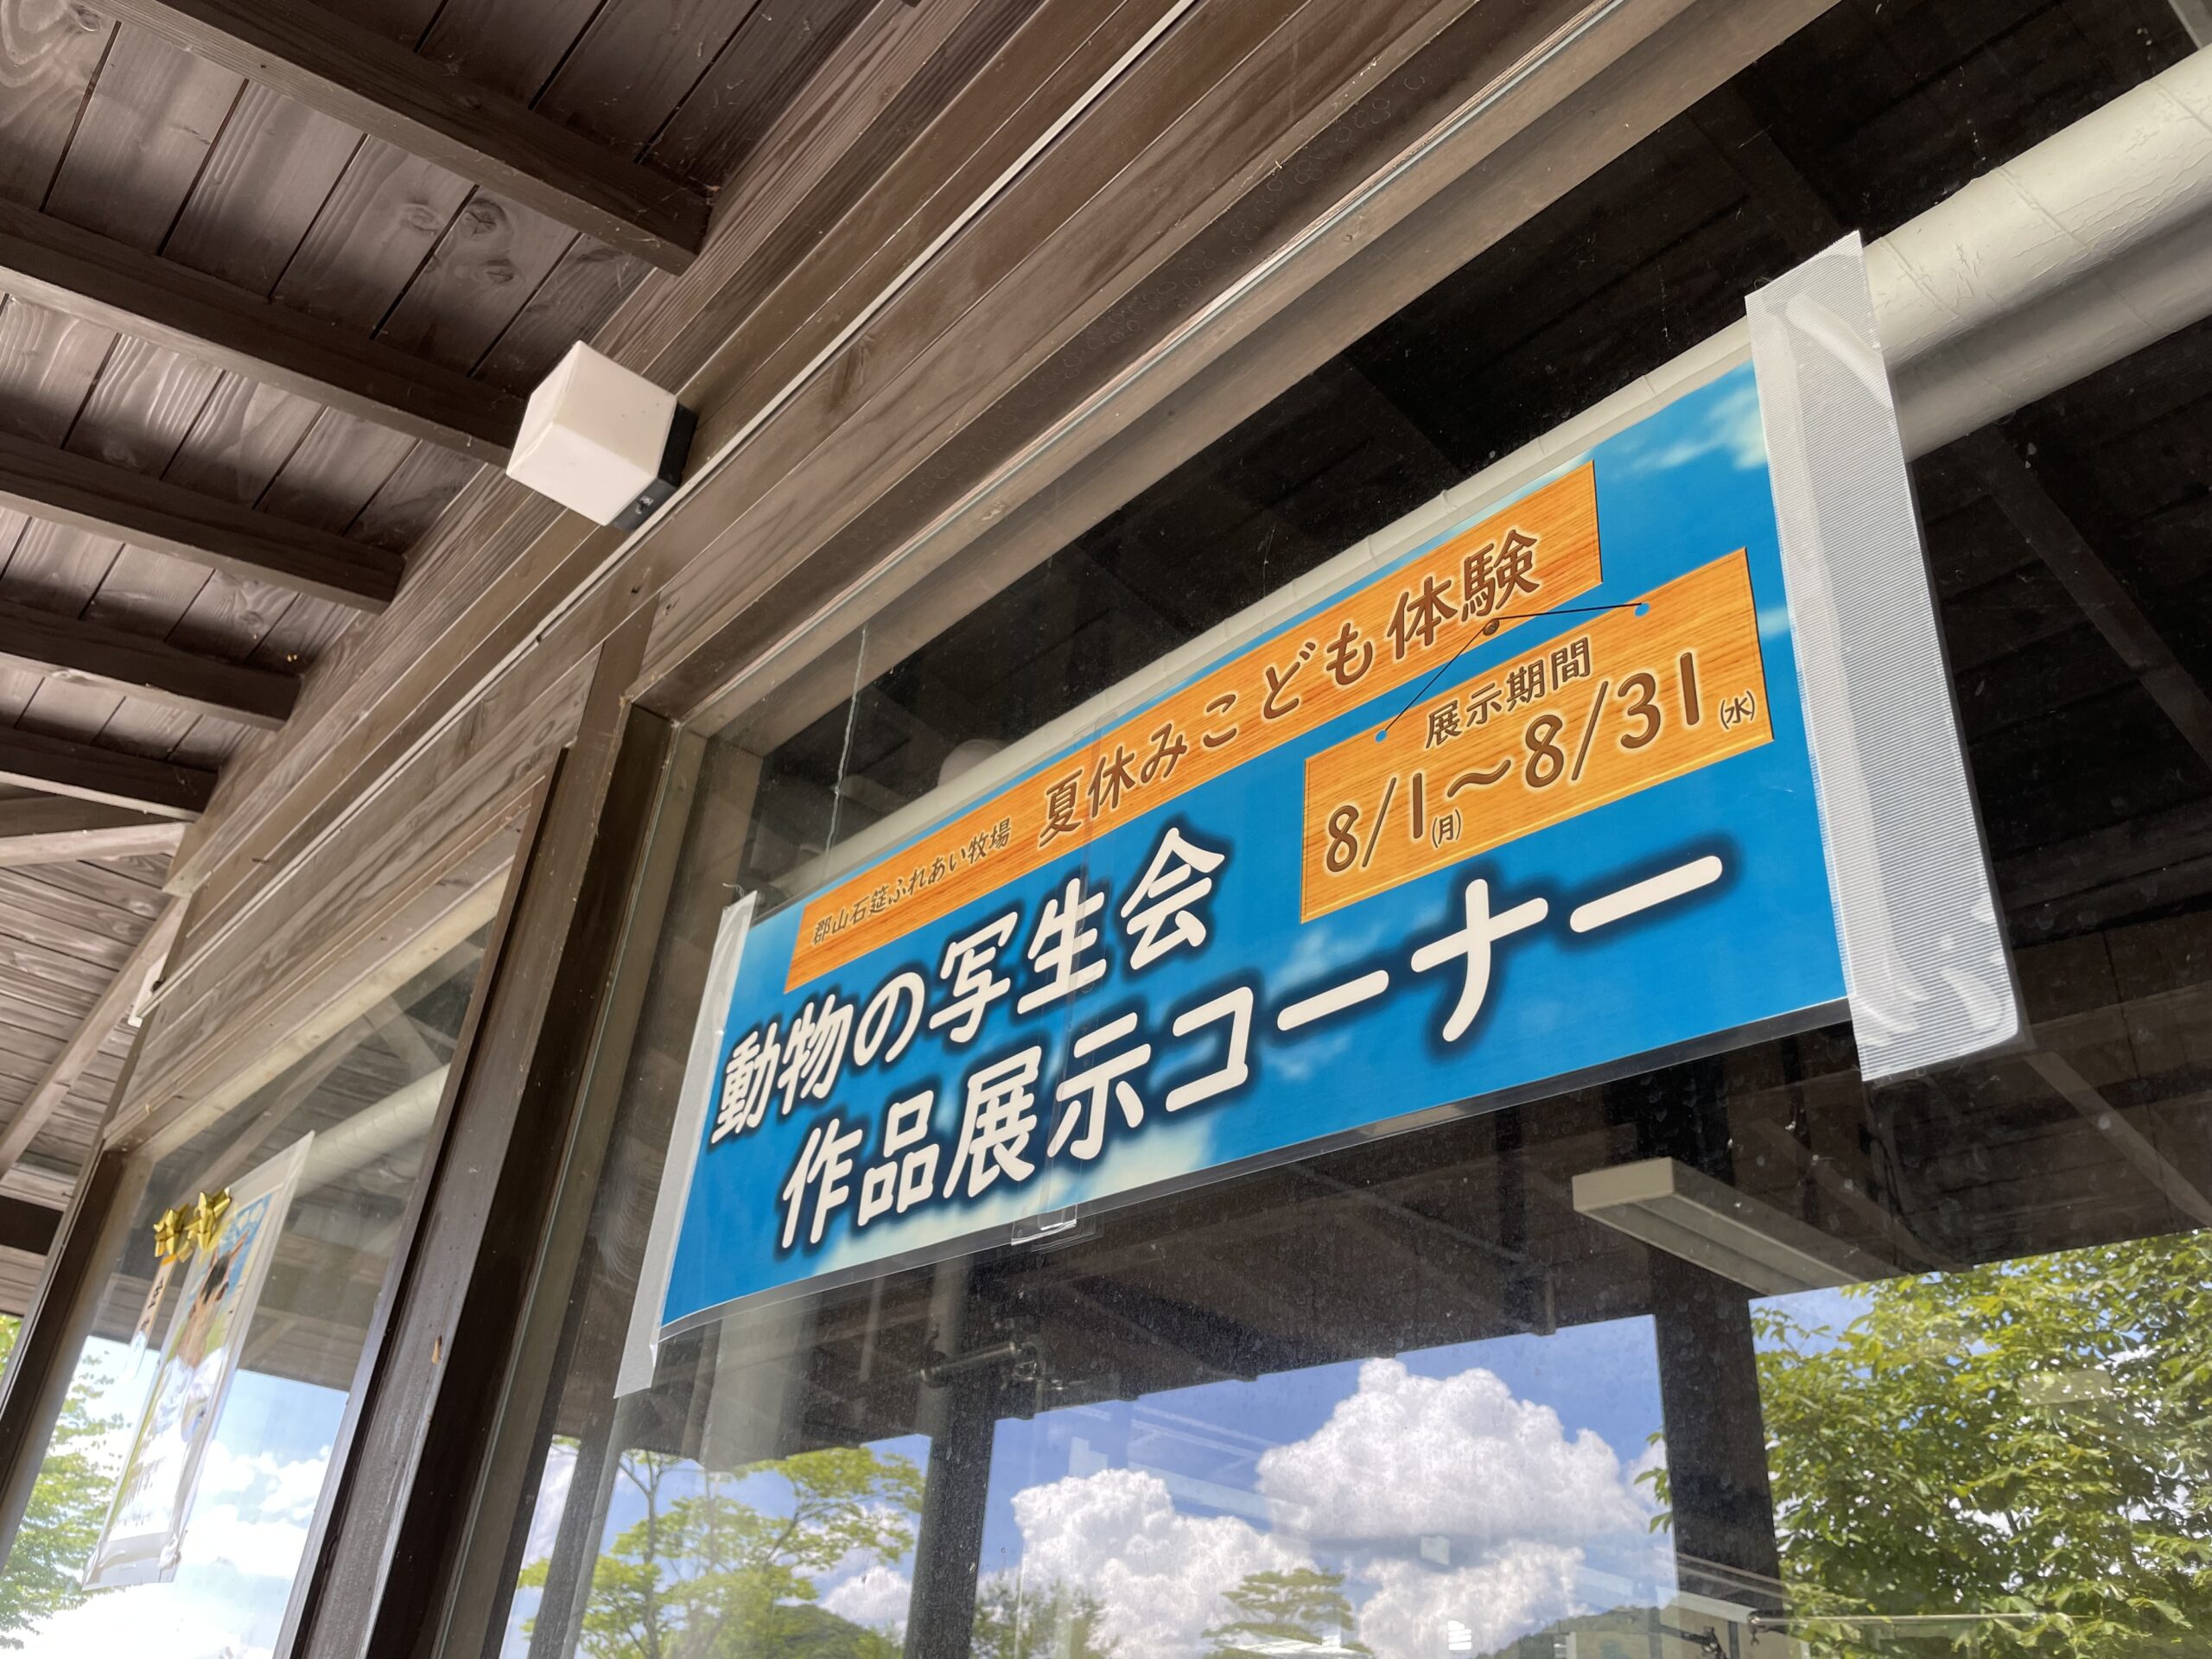 郡山石筵ふれあい牧場 夏休みこども体験
展示期間
8/1(月)～8/31(水)
動物の写生会
作品展示コーナー